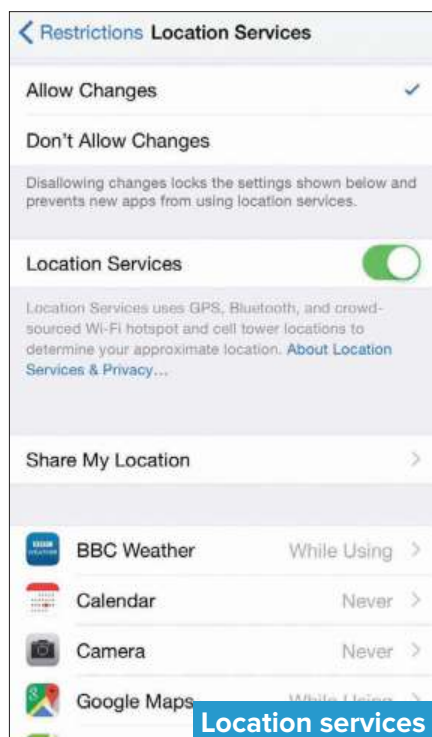 Restrictions Location Services
Allow Changes
Don't Allow Changes
Disallowing changes locks the settings shown below and
prevents new apps from using location services.
Location Services
Location Services uses GPS, Bluetooth, and crowd-
sourced Wi-Fi hotspot and cell tower locations to
determine your approximate location. About Location
Services & Privacy...
Share My Location
BBC Weather While Using
Calendar Never
Camera Never
Google Maps While Using
Location services